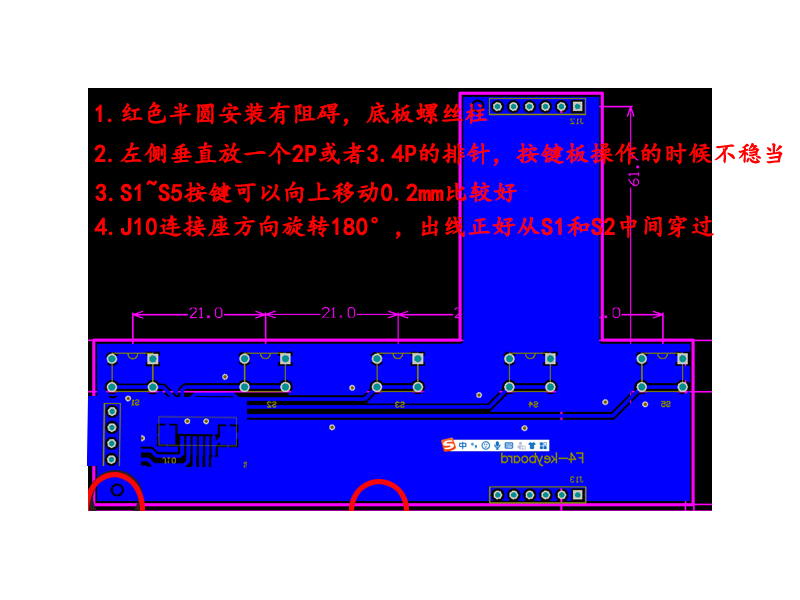 1.红色半圆安装有阻碍，底板螺丝柱
J12
2.左侧垂直放一个2P或者3.4P的排针，按键板操作的时候不稳当
61.
3.S1~S5按键可以向上移动0.2mm比较好
4.J10连接座方向旋转180°，出线正好从S1和S2中间穿过
21.0 21.0 2 .0
S1 S2 S3 S4 S5
J10
中
F4-keyboard
J13